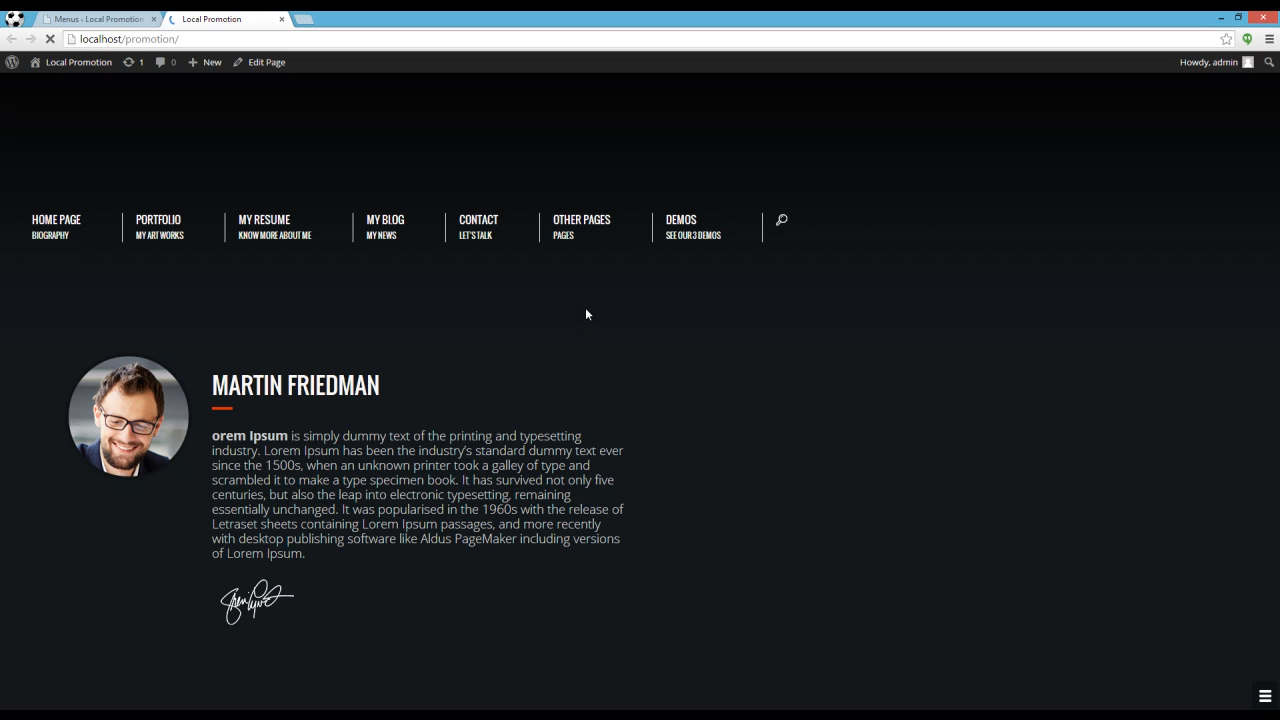 Menus ‹ Local Promotion
Local Promotion
localhost/promotion/
Local Promotion
1
0
New
Edit Page
Howdy, admin
HOME PAGE
BIOGRAPHY
PORTFOLIO
MY ART WORKS
MY RESUME
KNOW MORE ABOUT ME
MY BLOG
MY NEWS
CONTACT
LET'S TALK
OTHER PAGES
PAGES
DEMOS
SEE OUR 3 DEMOS
MARTIN FRIEDMAN
orem Ipsum is simply dummy text of the printing and typesetting
industry. Lorem Ipsum has been the industry's standard dummy text ever
since the 1500s, when an unknown printer took a galley of type and
scrambled it to make a type specimen book. It has survived not only five
centuries, but also the leap into electronic typesetting, remaining
essentially unchanged. It was popularised in the 1960s with the release of
Letraset sheets containing Lorem Ipsum passages, and more recently
with desktop publishing software like Aldus PageMaker including versions
of Lorem Ipsum.